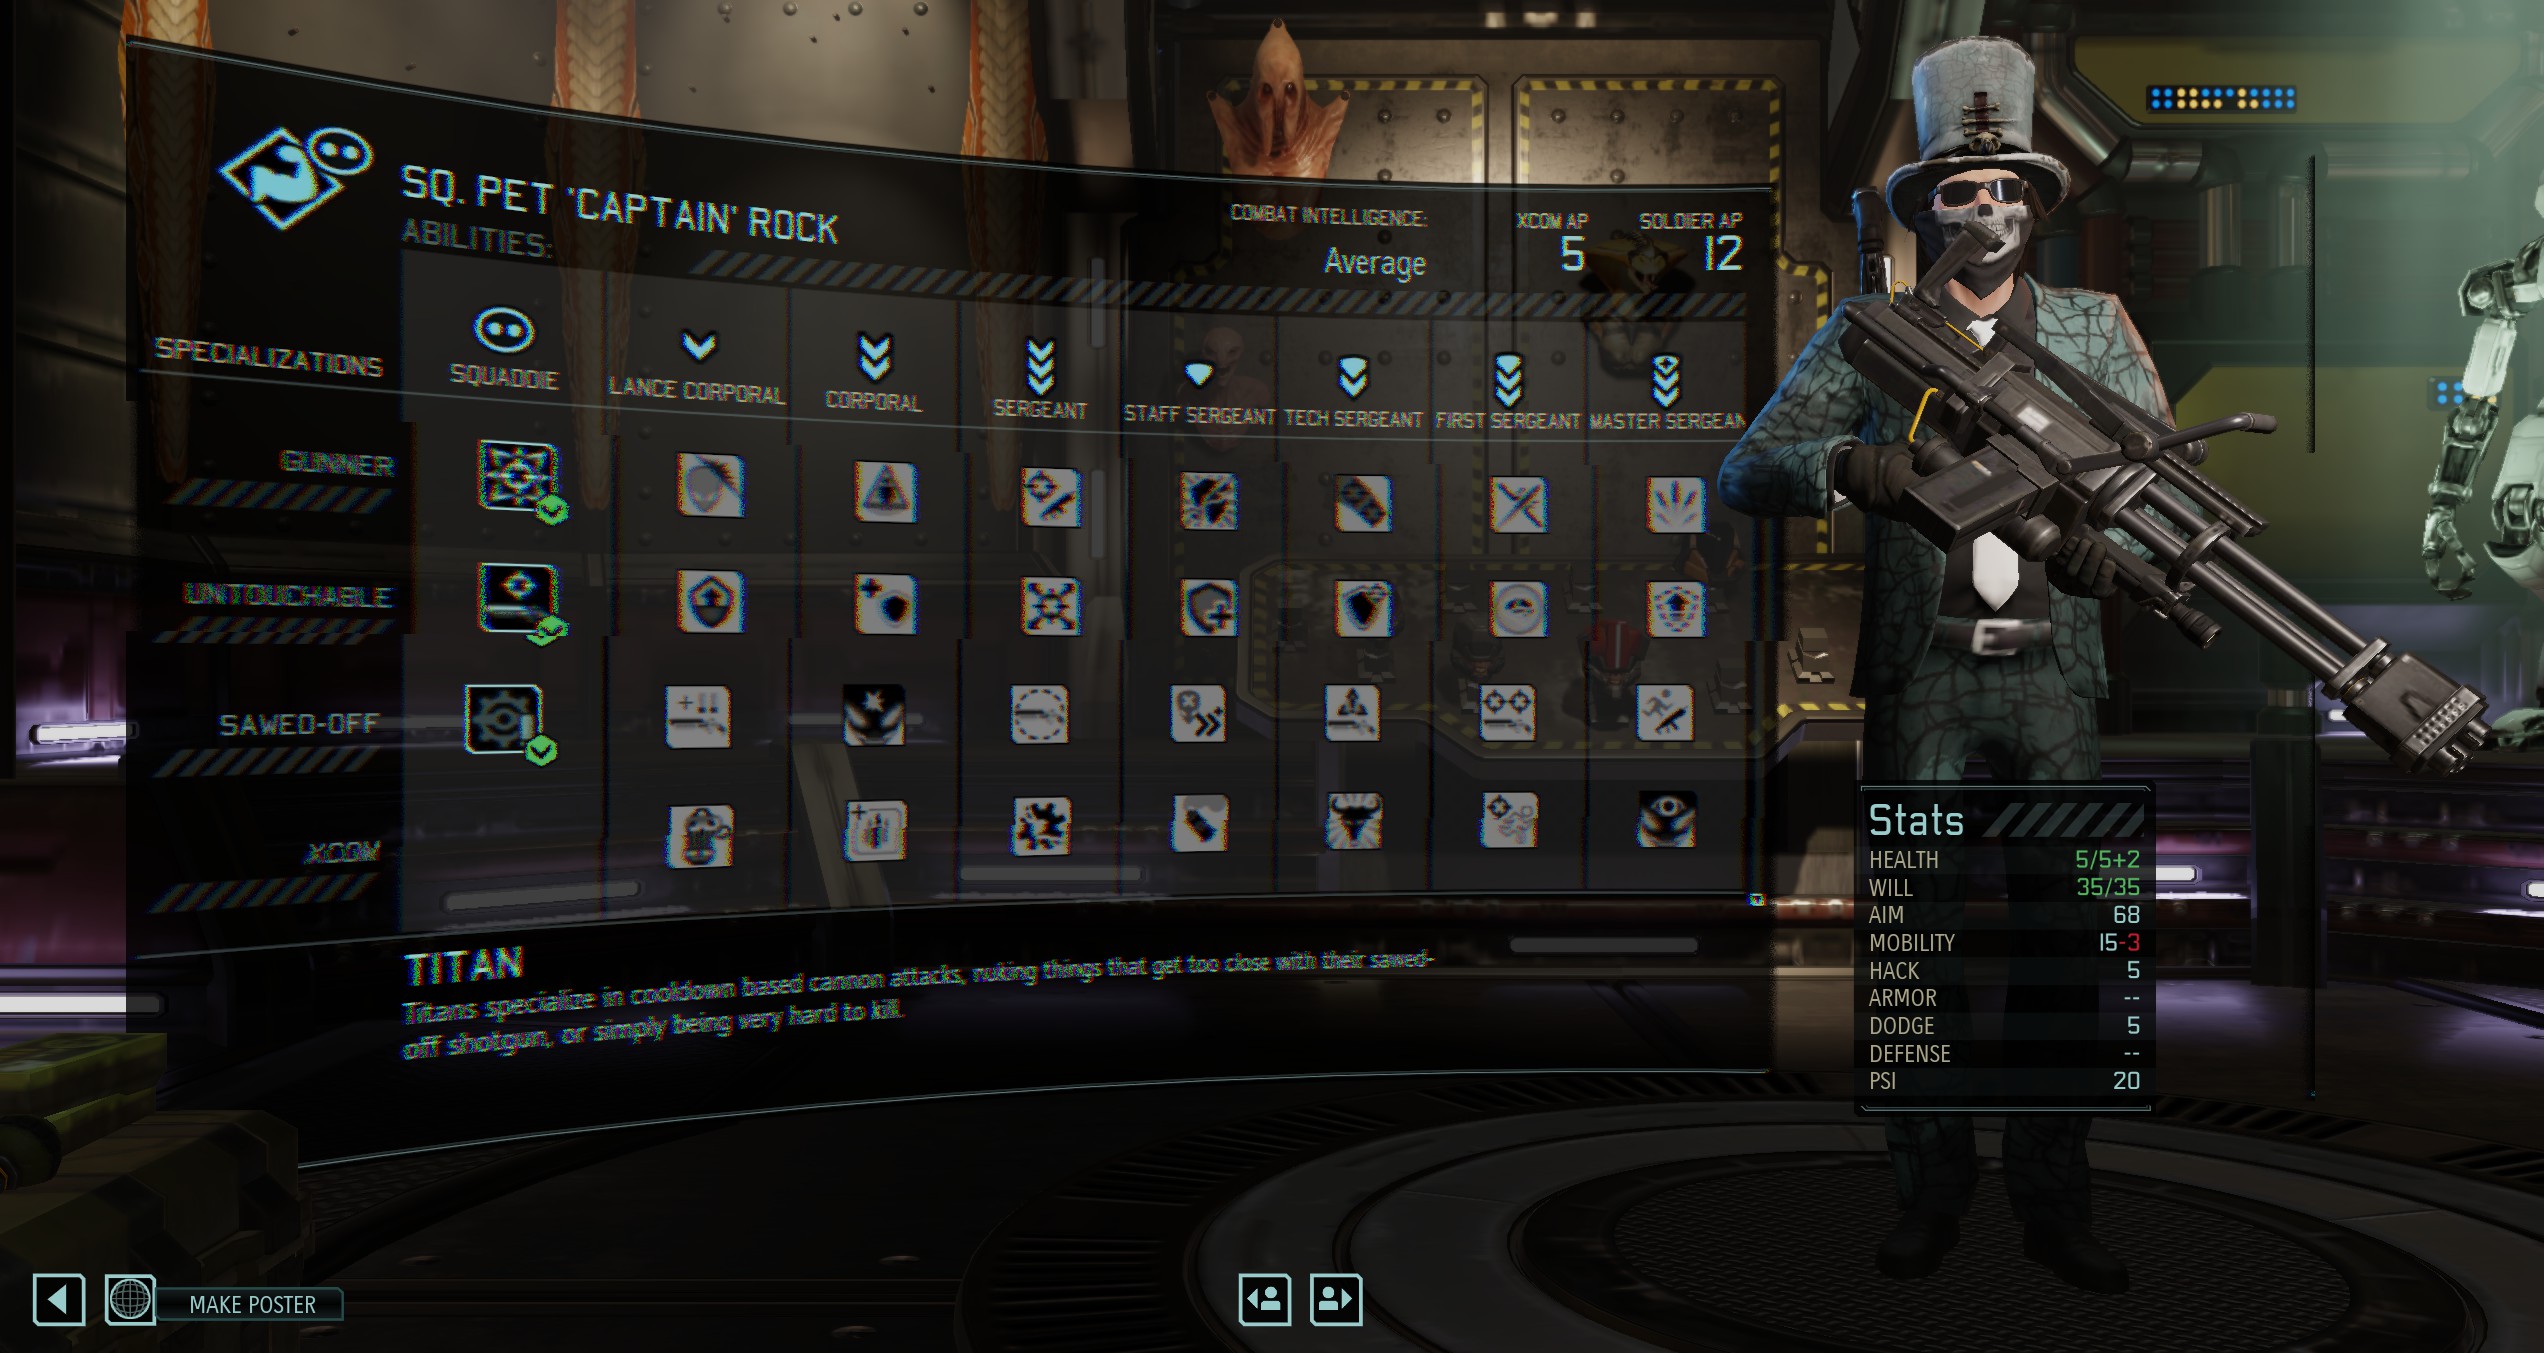 SQ. PET 'CAPTAIN' ROCK
ABILITIES:
COMBAT INTELLIGENCE:
Average
XCOM AP
5
SOLDIER AP
12
SPECIALIZATIONS
SQUADDIE
LANCE CORPORAL
CORPORAL
SERGEANT
STAFF SERGEANT
TECH SERGEANT
FIRST SERGEANT
MASTER SERGEAN
GUNNER
UNTOUCHABLE
SAWED-OFF
XCOM
TITAN
Titans specialize in cooldown based cannon attacks, nuking things that get too close with their sawed-
off shotgun, or simply being very hard to kill.
Stats
HEALTH 5/5+2
WILL 35/35
AIM 68
MOBILITY 15-3
HACK 5
ARMOR --
DODGE 5
DEFENSE --
PSI 20
MAKE POSTER